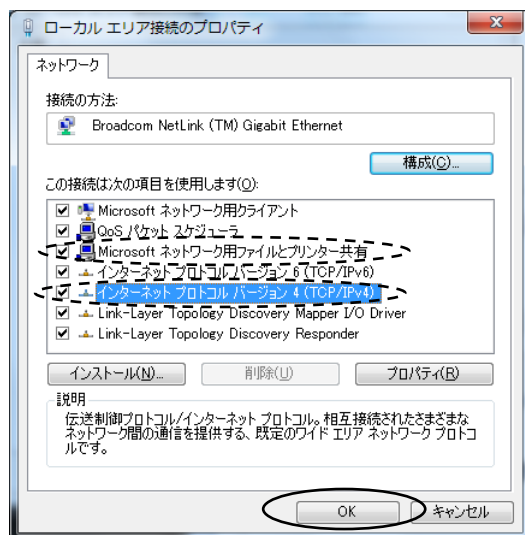 ローカル エリア接続のプロパティ
ネットワーク
接続の方法:
Broadcom NetLink (TM) Gigabit Ethernet
構成(C)...
この接続は次の項目を使用します(O):
Microsoft ネットワーク用クライアント
QoS パケット スケジューラ
Microsoft ネットワーク用ファイルとプリンター共有
インターネット プロトコル バージョン 6 (TCP/IPv6)
インターネット プロトコル バージョン 4 (TCP/IPv4)
Link-Layer Topology Discovery Mapper I/O Driver
Link-Layer Topology Discovery Responder
インストール(N)... 削除(U) プロパティ(R)
説明
伝送制御プロトコル/インターネット プロトコル。相互接続されたさまざまな
ネットワーク間の通信を提供する、既定のワイド エリア ネットワーク プロトコ
ルです。
OK キャンセル